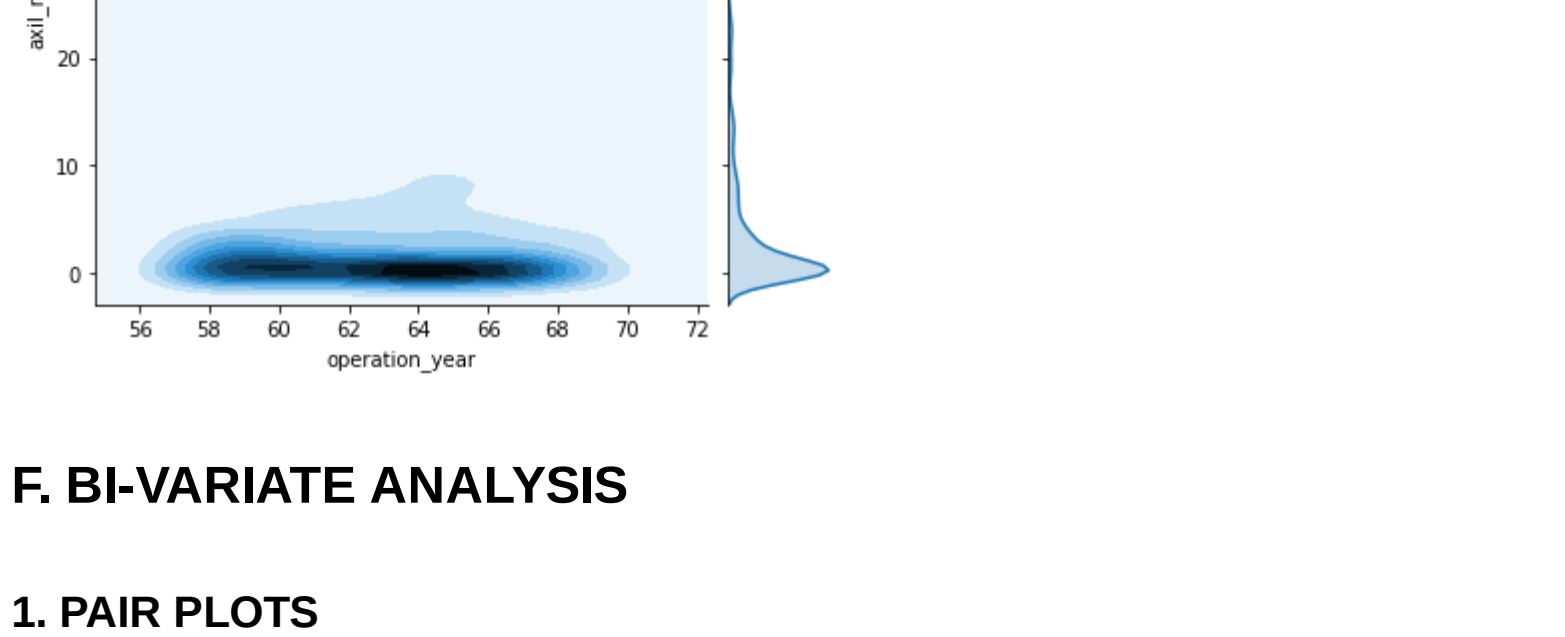 20
10
0
56 58 60 62 64 66 68 70 72
operation_year
F. BI-VARIATE ANALYSIS
1. PAIR PLOTS